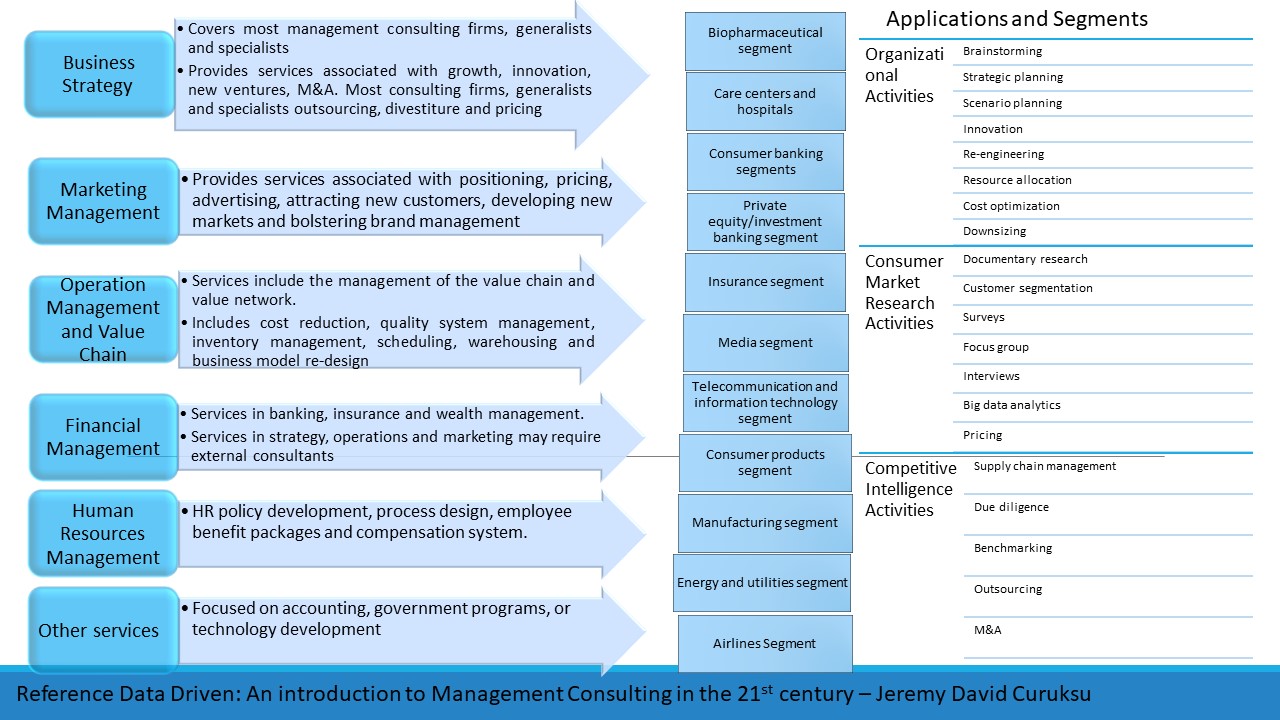 Business
Strategy
• Covers most management consulting firms, generalists
and specialists
• Provides services associated with growth, innovation,
new ventures, M&A. Most consulting firms, generalists
and specialists outsourcing, divestiture and pricing
Marketing
Management
• Provides services associated with positioning, pricing,
advertising, attracting new customers, developing new
markets and bolstering brand management
Operation
Management
and Value
Chain
• Services include the management of the value chain and
value network.
• Includes cost reduction, quality system management,
inventory management, scheduling, warehousing and
business model re-design
Financial
Management
• Services in banking, insurance and wealth management.
• Services in strategy, operations and marketing may require
external consultants
Human
Resources
Management
• HR policy development, process design, employee
benefit packages and compensation system.
Other services
• Focused on accounting, government programs, or
technology development
Biopharmaceutical
segment
Care centers and
hospitals
Consumer banking
segments
Private
equity/investment
banking segment
Insurance segment
Media segment
Telecommunication and
information technology
segment
Consumer products
segment
Manufacturing segment
Energy and utilities segment
Airlines Segment
Applications and Segments
Organizati
onal
Activities
Brainstorming
Strategic planning
Scenario planning
Innovation
Re-engineering
Resource allocation
Cost optimization
Downsizing
Consumer
Market
Research
Activities
Documentary research
Customer segmentation
Surveys
Focus group
Interviews
Big data analytics
Pricing
Competitive
Intelligence
Activities
Supply chain management
Due diligence
Benchmarking
Outsourcing
M&A
Reference Data Driven: An introduction to Management Consulting in the 21st century – Jeremy David Curuksu